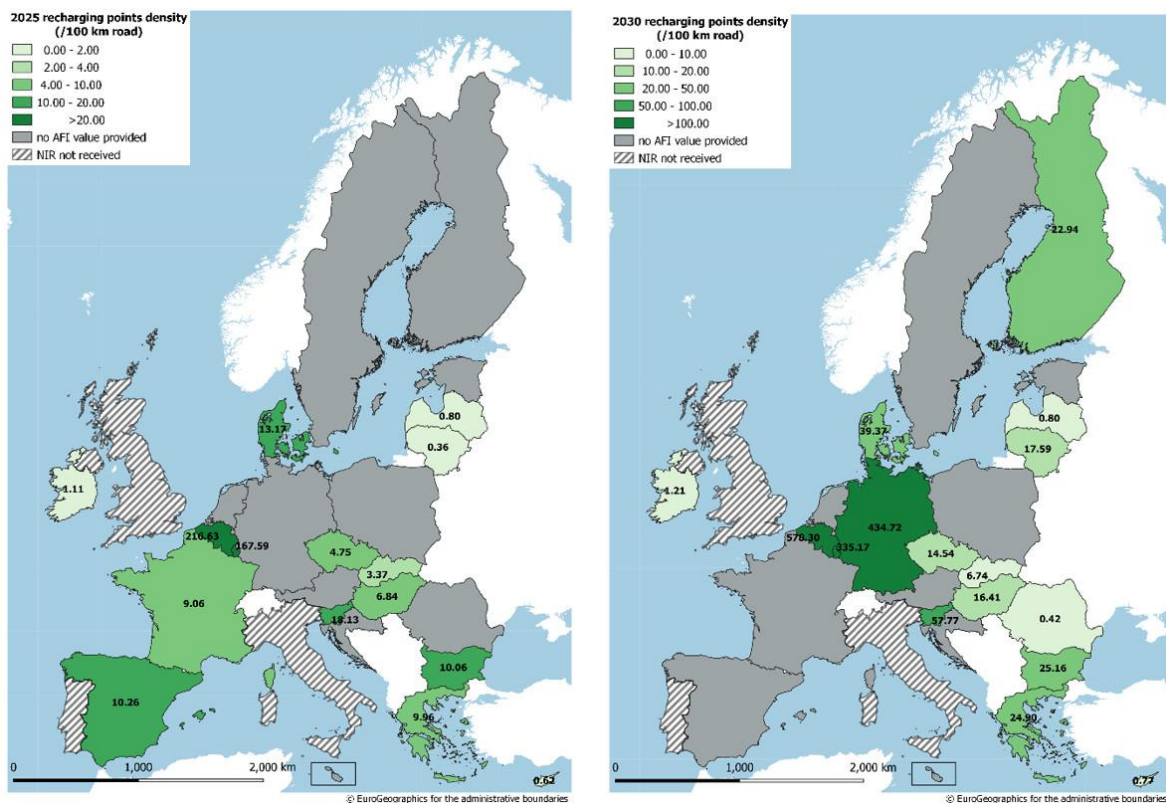 2025 recharging points density
(/100 km road)
0.00 - 2.00
2.00 - 4.00
4.00 - 10.00
10.00 - 20.00
>20.00
no AFI value provided
NIR not received
13.17
0.80
0.36
1.11
216.63
167.59
4.75
3.37
6.84
9.06
18.13
10.06
10.26
9.96
0.62
0
1,000
2,000 km
© EuroGeographics for the administrative boundaries
2030 recharging points density
(/100 km road)
0.00 - 10.00
10.00 - 20.00
20.00 - 50.00
50.00 - 100.00
>100.00
no AFI value provided
NIR not received
22.94
39.37
0.80
17.59
1.21
434.72
578.30
335.17
14.54
6.74
16.41
57.77
0.42
25.16
24.90
0.77
0
1,000
2,000 km
© EuroGeographics for the administrative boundaries